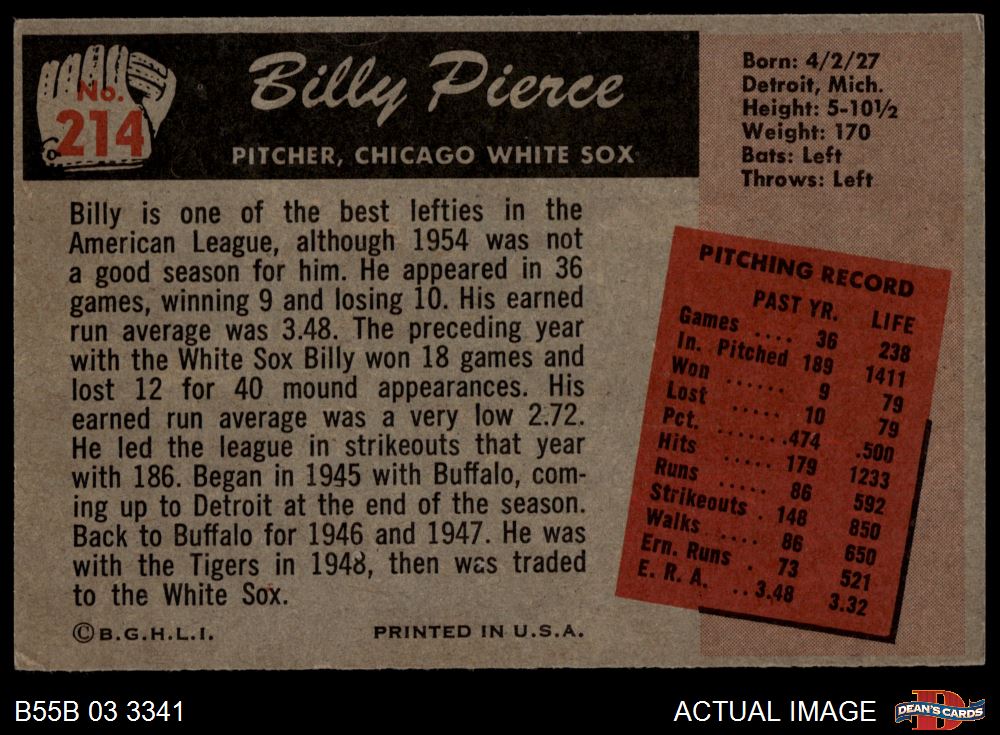 No.
214
Billy Pierce
PITCHER, CHICAGO WHITE SOX
Born: 4/2/27
Detroit, Mich.
Height: 5-10½
Weight: 170
Bats: Left
Throws: Left
Billy is one of the best lefties in the
American League, although 1954 was not
a good season for him. He appeared in 36
games, winning 9 and losing 10. His earned
run average was 3.48. The preceding year
with the White Sox Billy won 18 games and
lost 12 for 40 mound appearances. His
earned run average was a very low 2.72.
He led the league in strikeouts that year
with 186. Began in 1945 with Buffalo, com-
ing up to Detroit at the end of the season.
Back to Buffalo for 1946 and 1947. He was
with the Tigers in 1948, then was traded
to the White Sox.
©B.G.H.L.I. PRINTED IN U.S.A.
PITCHING RECORD
PAST YR. LIFE
Games .... 36 238
In. Pitched 189 1411
Won ...... 9 79
Lost ..... 10 79
Pct. ...... .474 .500
Hits ..... 179 1233
Runs ..... 86 592
Strikeouts . 148 850
Walks .... 86 650
Ern. Runs . 73 521
E. R. A. .. 3.48 3.32
B55B 03 3341
ACTUAL IMAGE
D
DEAN'S CARDS